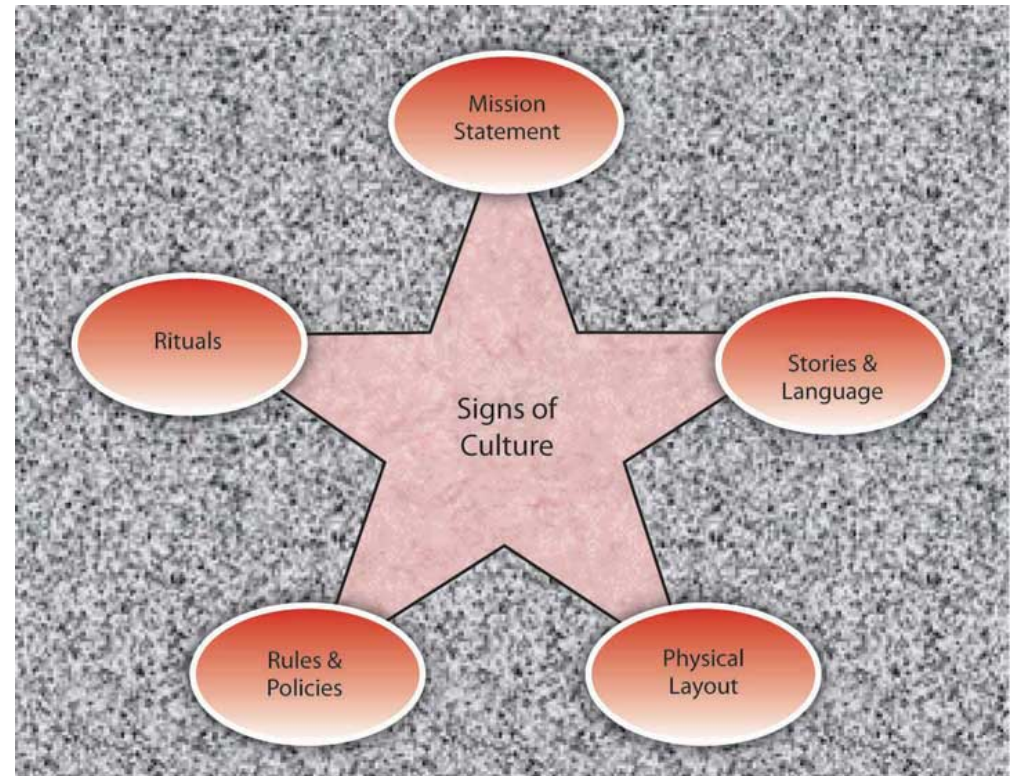 Mission
Statement
Rituals
Stories &
Language
Signs of
Culture
Rules &
Policies
Physical
Layout